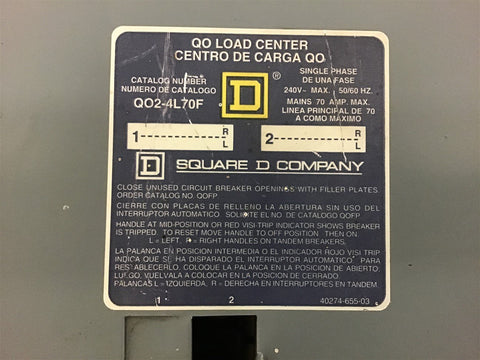 QO LOAD CENTER
CENTRO DE CARGA QO
CATALOG NUMBER
NUMERO DE CATALOGO
QO2-4L70F
D
®
SINGLE PHASE
DE UNA FASE
240V~ MAX. 50/60 HZ.
MAINS 70 AMP. MAX.
LINEA PRINCIPAL DE 70
A COMO MÁXIMO
1 R
L
2 R
L
D SQUARE D COMPANY
CLOSE UNUSED CIRCUIT BREAKER OPENINGS WITH FILLER PLATES
ORDER CATALOG NO. QOFP
CIERRE CON PLACAS DE RELLENO LA ABERTURA SIN USO DEL
INTERRUPTOR AUTOMATICO. SOLICITE EL NO. DE CATALOGO QOFP
HANDLE AT MID-POSITION OR RED VISI TRIP INDICATOR SHOWS BREAKER
IS TRIPPED. TO RESET MOVE HANDLE TO OFF POSITION THEN ON.
L = LEFT. R = RIGHT HANDLES ON TANDEM BREAKERS.
LA PALANCA EN POSICION INTERMEDIA O EL INDICADOR ROJO VISI TRIP
INDICA QUE SE HA DISPARADO EL INTERRUPTOR AUTOMATICO. PARA
RESTABLECERLO, COLOQUE LA PALANCA EN POSICION DE ABIERTO.
LUEGO, VUELVALA A COLOCAR EN LA POSICION DE CERRADO.
PALANCAS L = IZQUIERDA, R = DERECHA EN INTERRUPTORES EN TANDEM.
1 2 40274-655-03